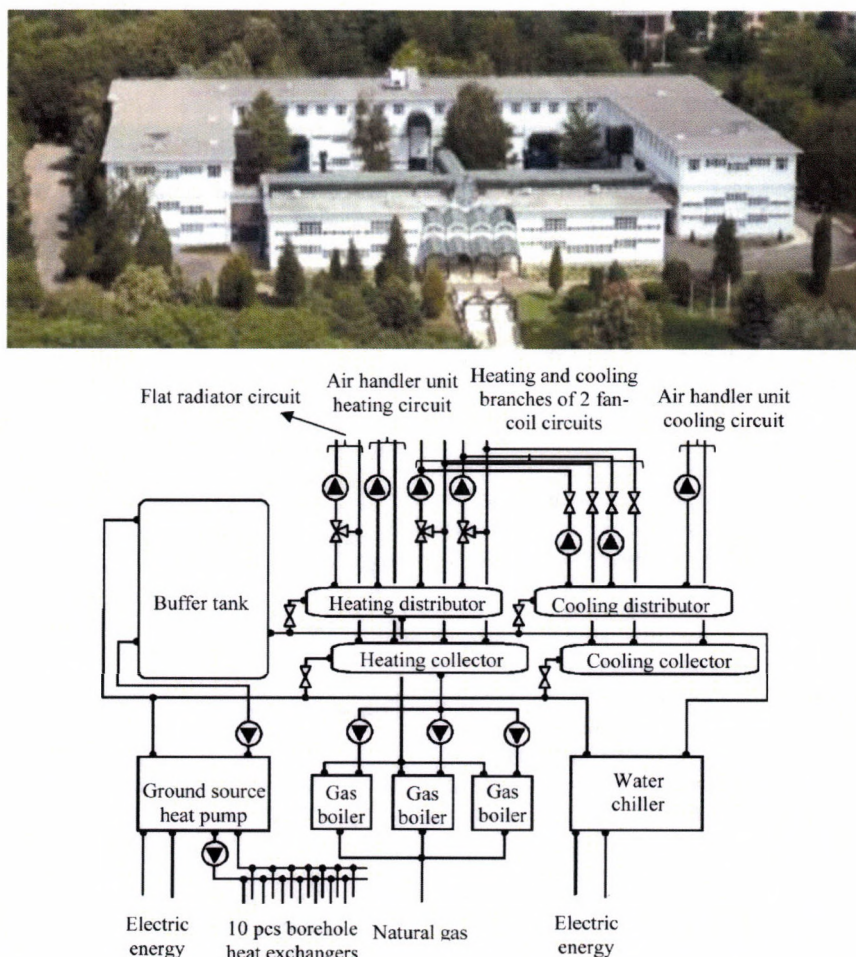 Flat radiator circuit
Air handler unit
heating circuit
Heating and cooling
branches of 2 fan-
coil circuits
Air handler unit
cooling circuit
Buffer tank
Heating distributor
Cooling distributor
Heating collector
Cooling collector
Ground source
heat pump
Gas
boiler
Gas
boiler
Gas
boiler
Water
chiller
Electric
energy
10 pcs borehole
heat exchangers
Natural gas
Electric
energy